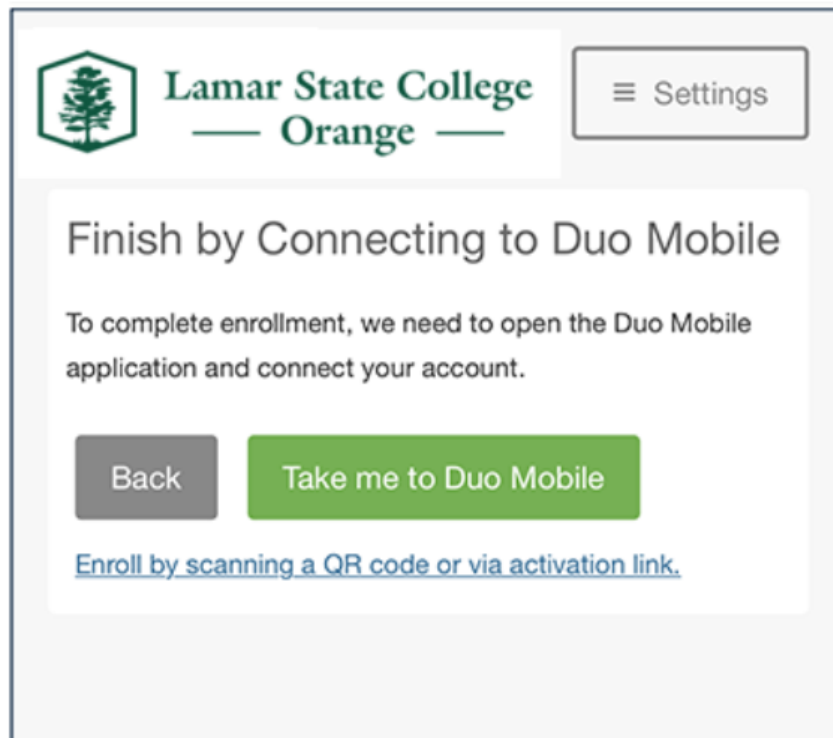 Lamar State College
Orange
≡ Settings
Finish by Connecting to Duo Mobile
To complete enrollment, we need to open the Duo Mobile
application and connect your account.
Back
Take me to Duo Mobile
Enroll by scanning a QR code or via activation link.